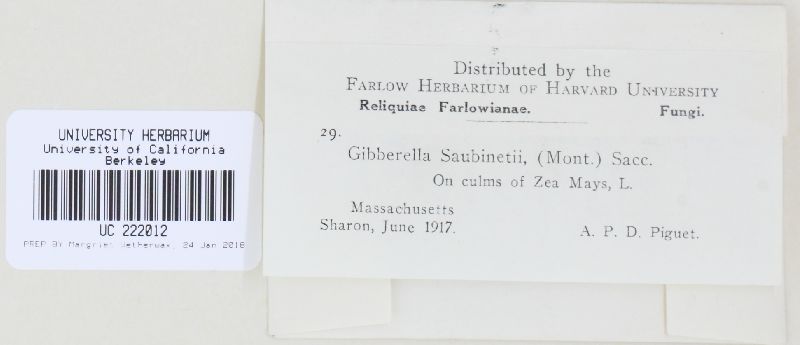 UNIVERSITY HERBARIUM
University of California
Berkeley
UC 222012
PREP BY Margriet Wetherwax, 24 Jan 2018
Distributed by the
FARLOW HERBARIUM OF HARVARD UNIVERSITY
Reliquiae Farlowianae. Fungi.
29.
Gibberella Saubinetii, (Mont.) Sacc.
On culms of Zea Mays, L.
Massachusetts
Sharon, June 1917. A. P. D. Piguet.